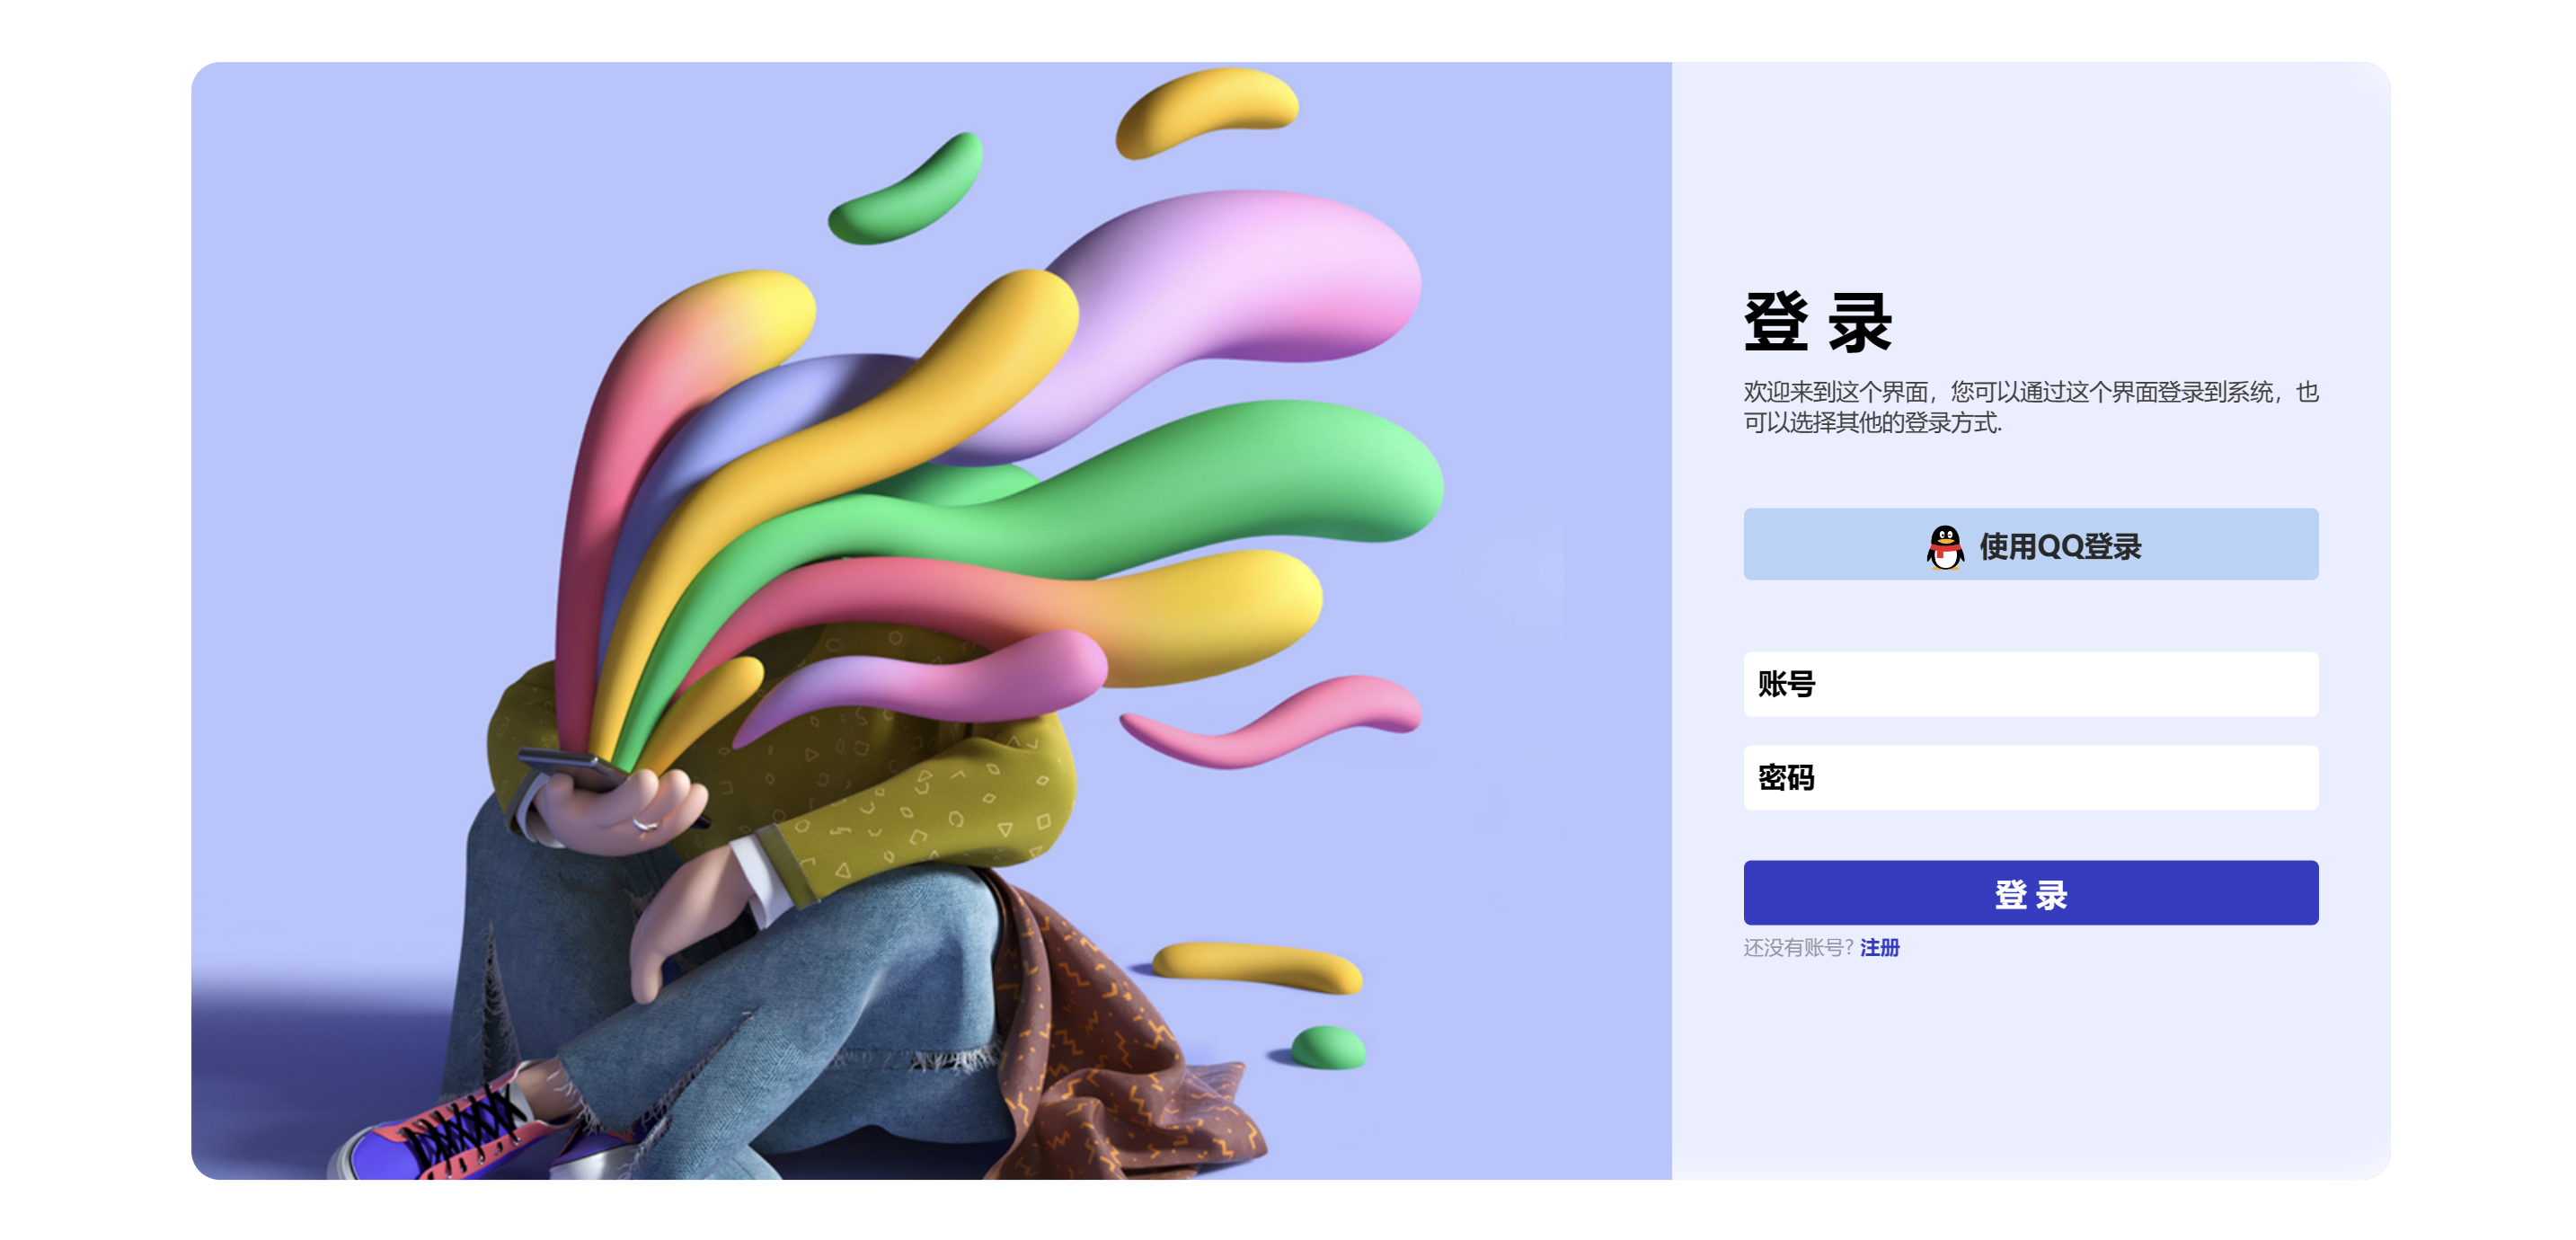 登 录
欢迎来到这个界面，您可以通过这个界面登录到系统，也
可以选择其他的登录方式.
使用QQ登录
账号
密码
登 录
还没有账号? 注册